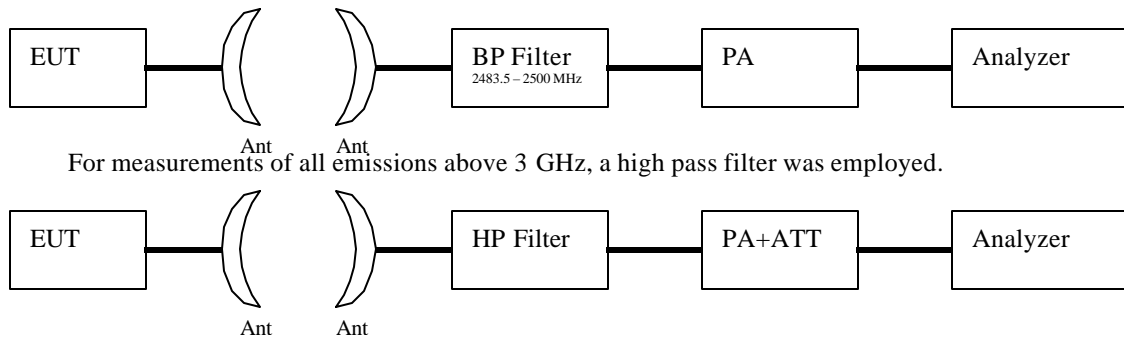 EUT BP Filter PA Analyzer
2483.5 – 2500 MHz
Ant Ant
For measurements of all emissions above 3 GHz, a high pass filter was employed.
EUT HP Filter PA+ATT Analyzer
Ant Ant